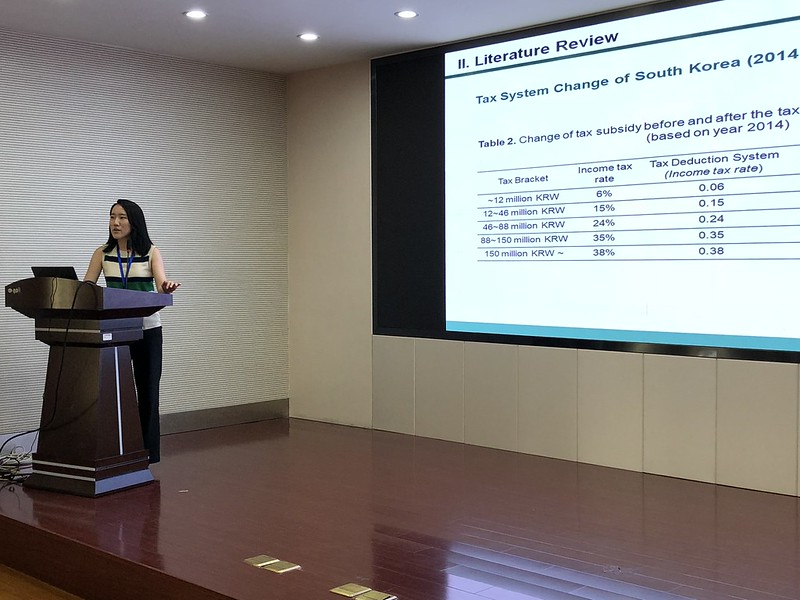 II. Literature Review
Tax System Change of South Korea (2014
Table 2. Change of tax subsidy before and after the tax
(based on year 2014)
Tax Bracket Income tax rate Tax Deduction System (Income tax rate)
~12 million KRW 6% 0.06
12~46 million KRW 15% 0.15
46~88 million KRW 24% 0.24
88~150 million KRW 35% 0.35
150 million KRW ~ 38% 0.38